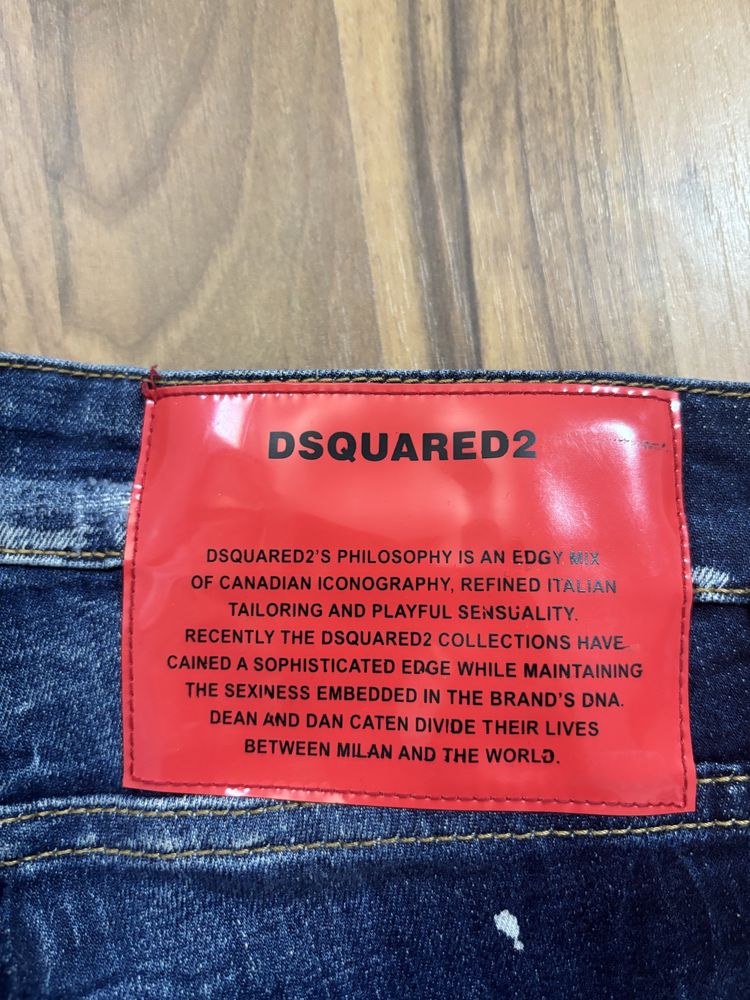 DSQUARED2
DSQUARED2'S PHILOSOPHY IS AN EDGY MIX
OF CANADIAN ICONOGRAPHY, REFINED ITALIAN
TAILORING AND PLAYFUL SENSUALITY.
RECENTLY THE DSQUARED2 COLLECTIONS HAVE
CAINED A SOPHISTICATED EDGE WHILE MAINTAINING
THE SEXINESS EMBEDDED IN THE BRAND'S DNA.
DEAN AND DAN CATEN DIVIDE THEIR LIVES
BETWEEN MILAN AND THE WORLD.